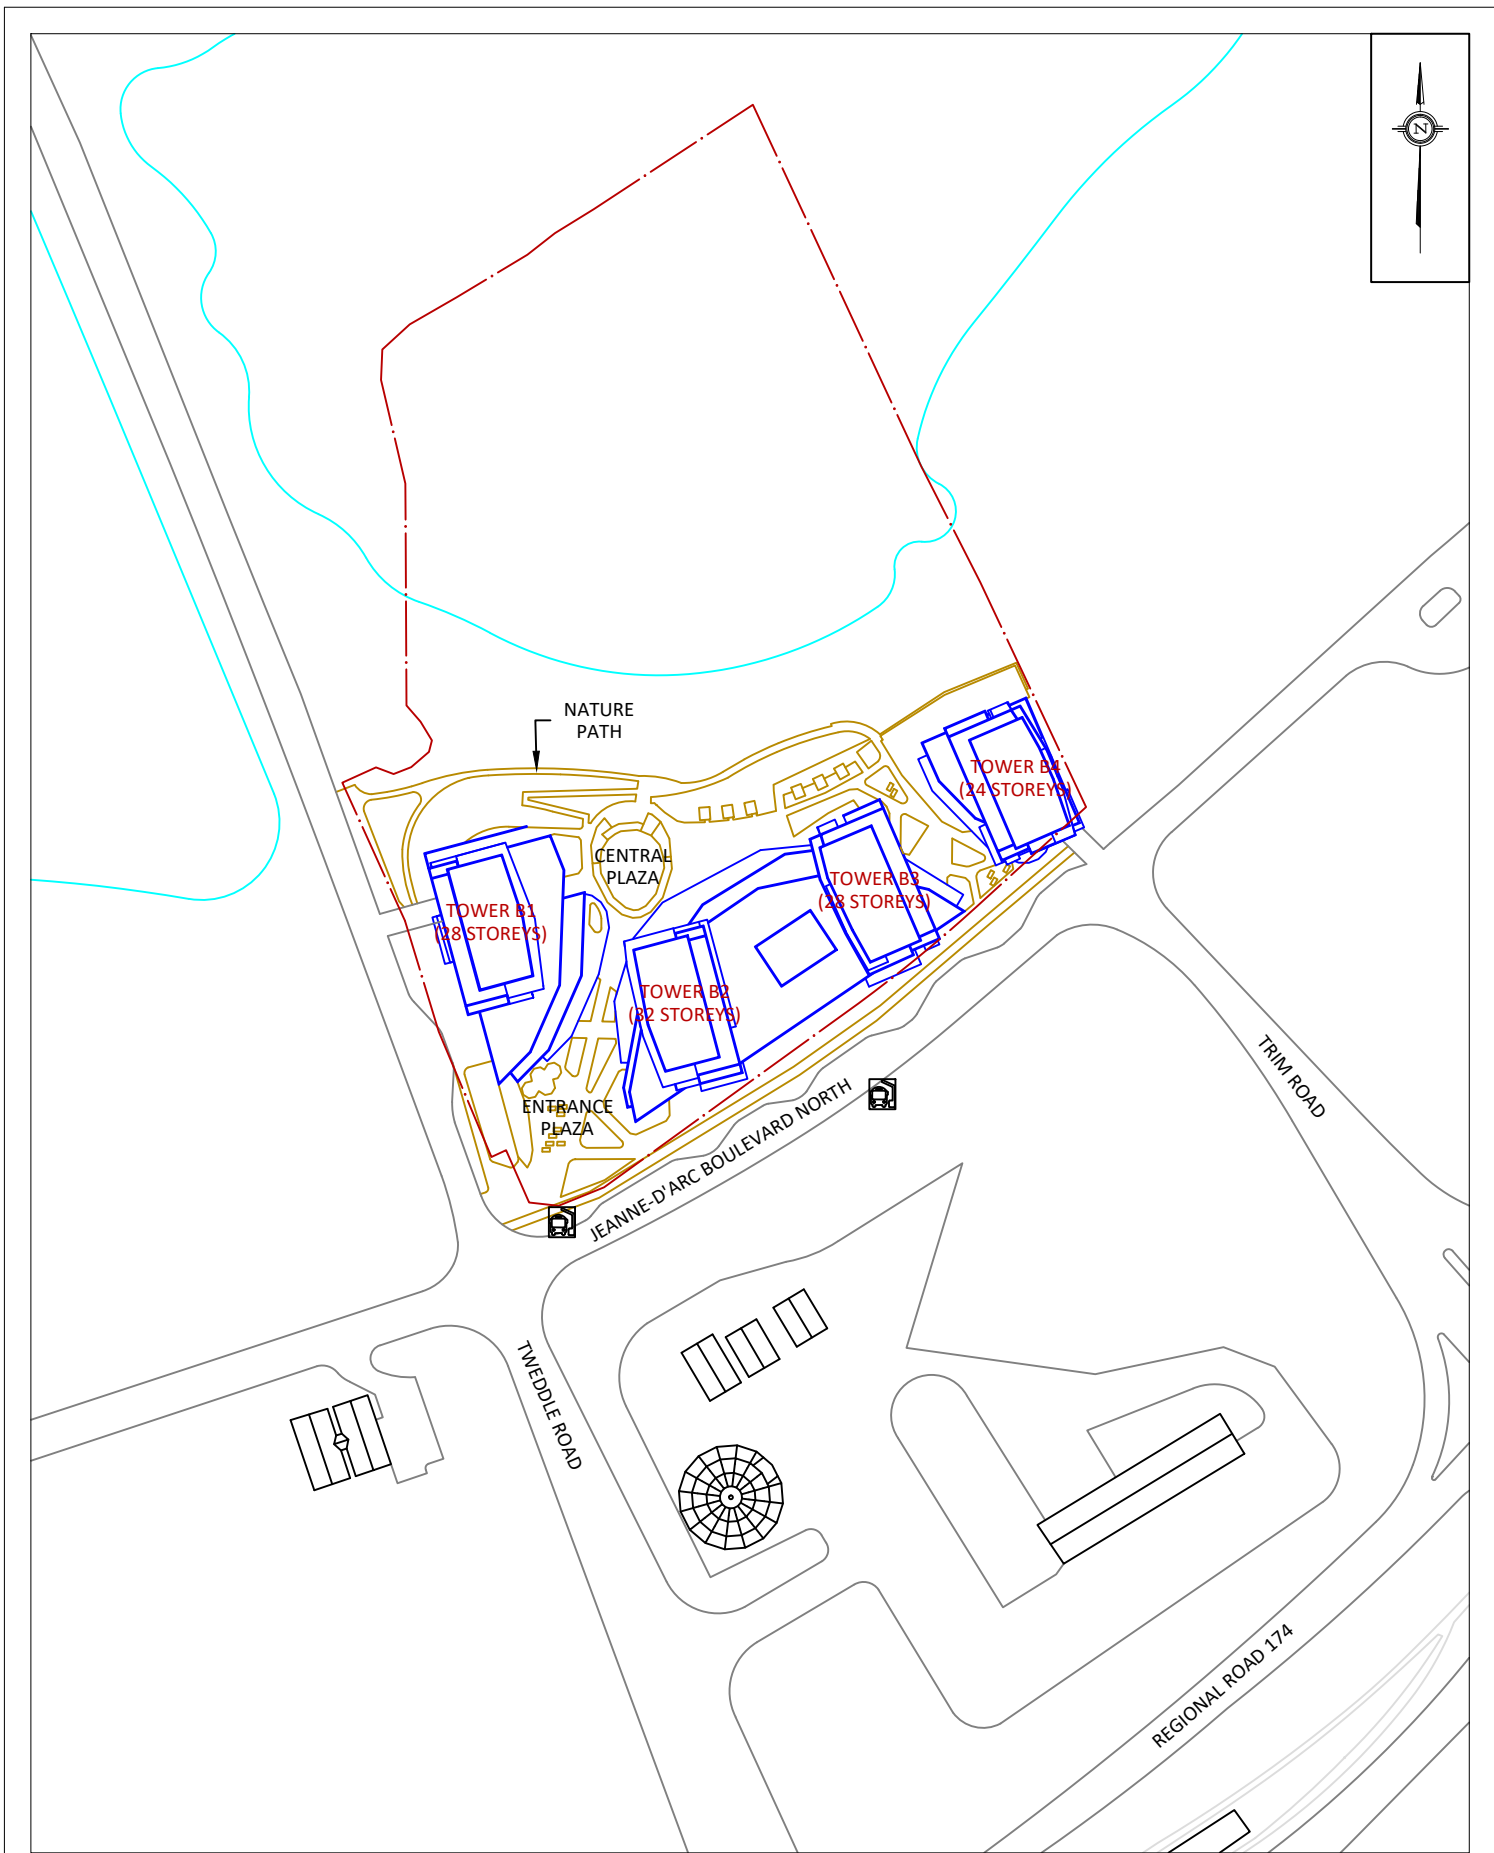 N
NATURE
PATH
TOWER B4
(24 STOREYS)
CENTRAL
PLAZA
TOWER B3
(28 STOREYS)
TOWER B1
(28 STOREYS)
TOWER B2
(32 STOREYS)
ENTRANCE
PLAZA
JEANNE-D'ARC BOULEVARD NORTH
TRIM ROAD
TWEDDLE ROAD
REGIONAL ROAD 174